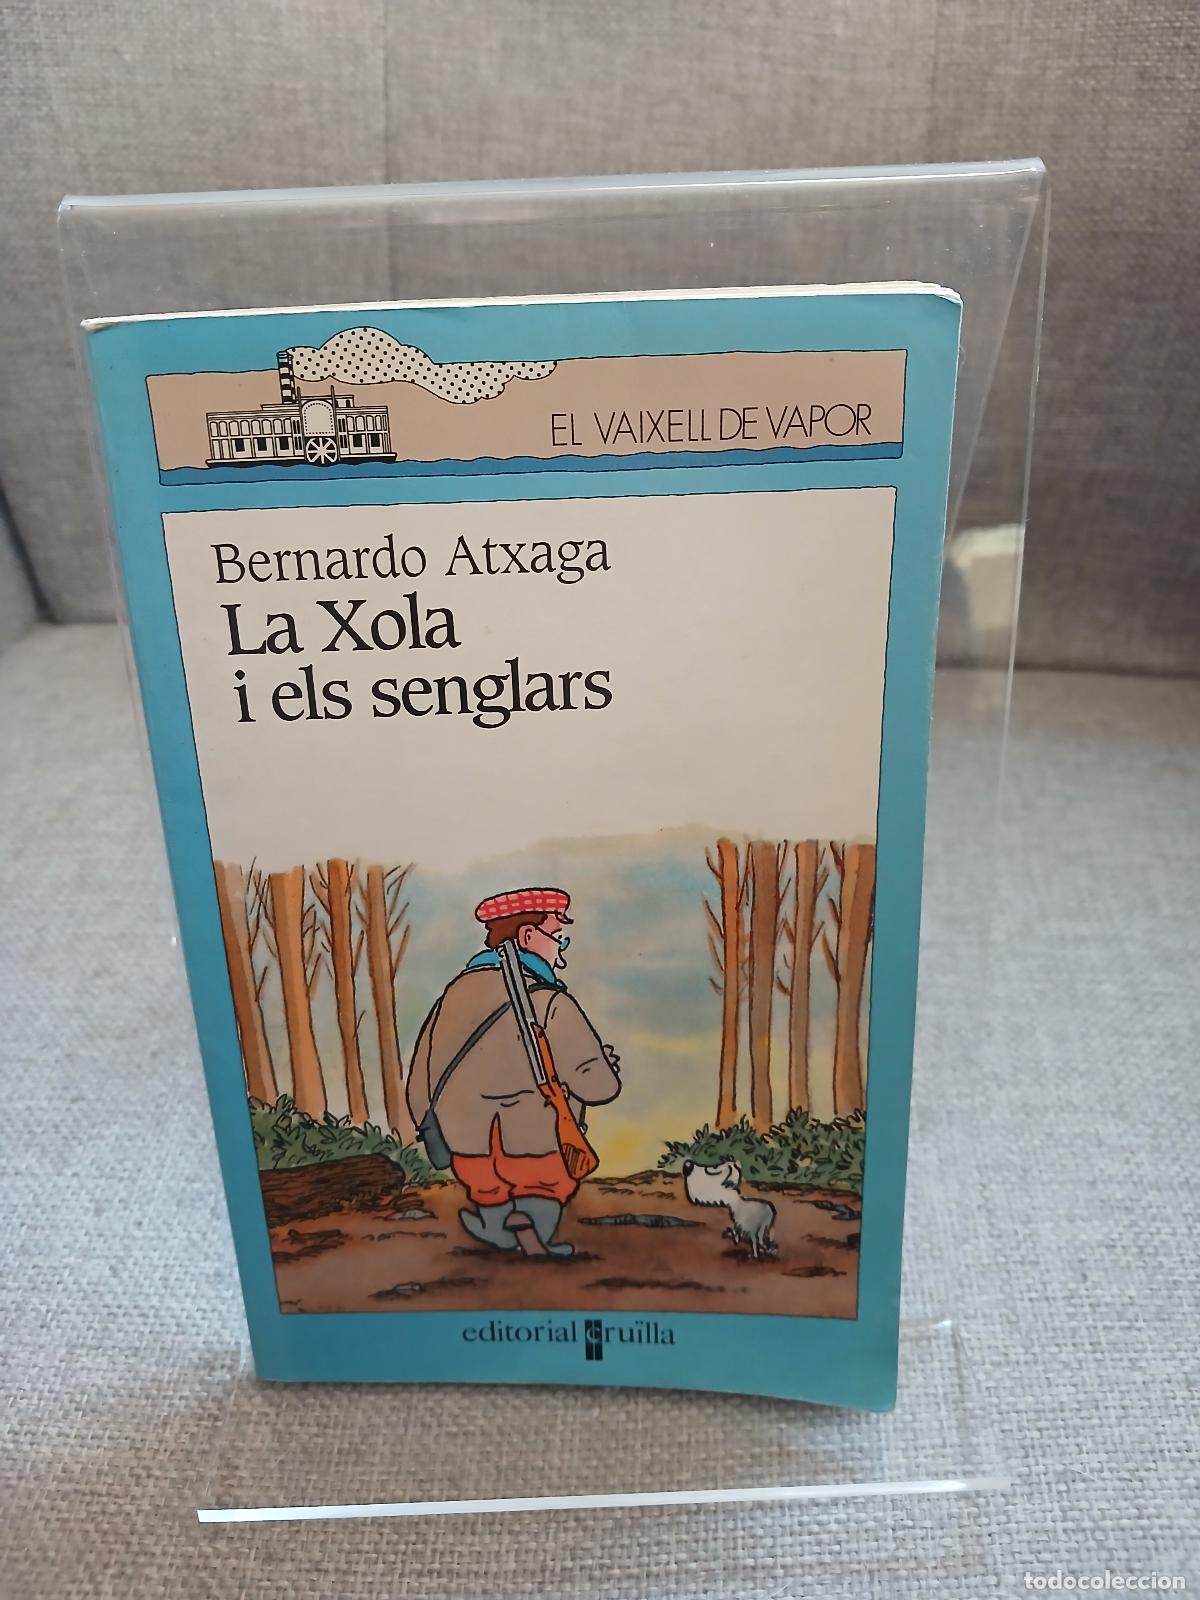 EL VAIXELL DE VAPOR
Bernardo Atxaga
La Xola
i els senglars
editorial cruïlla
todocoleccion